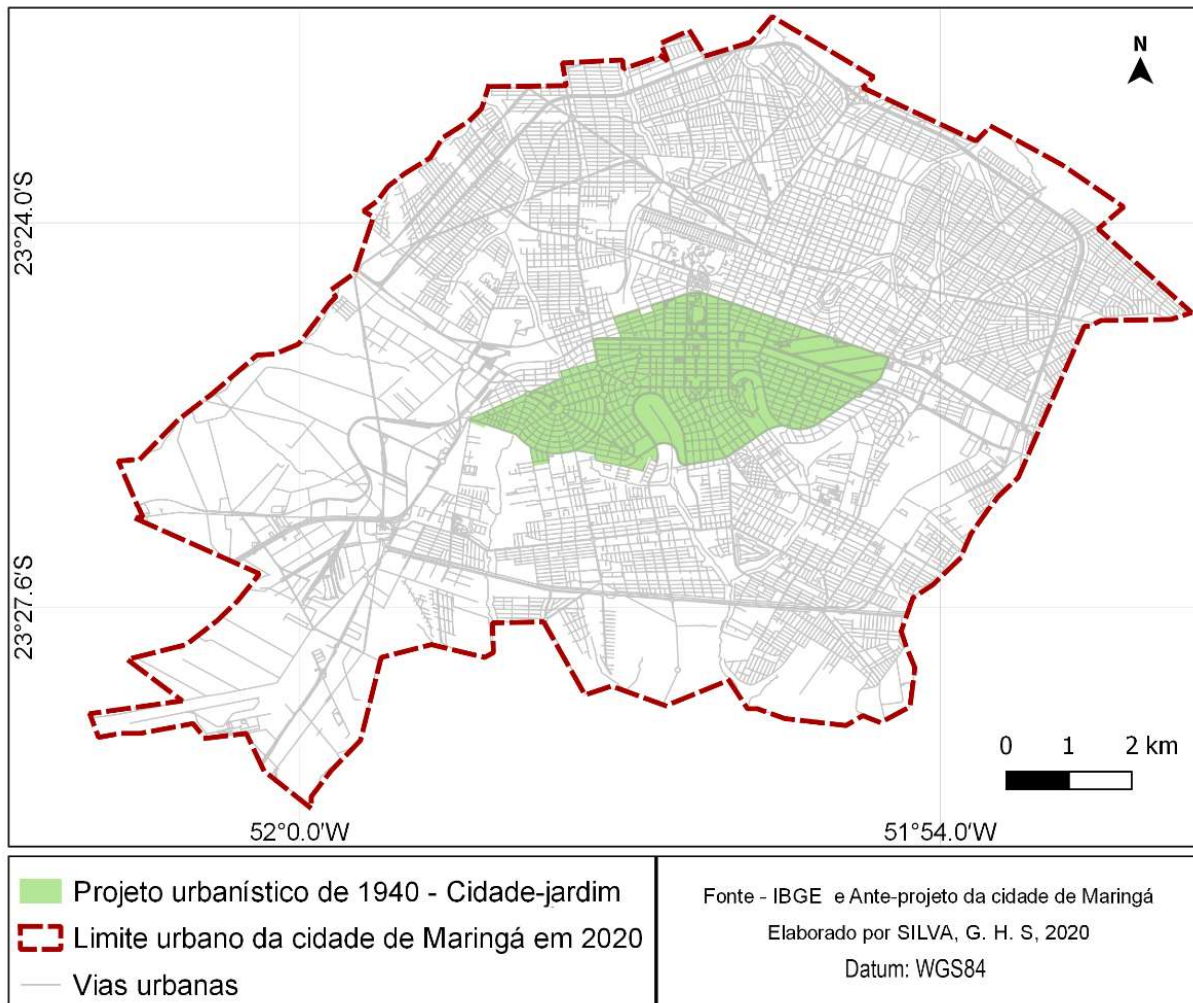 N
23°24.0'S
23°27.6'S
0 1 2 km
52°0.0'W
51°54.0'W
Projeto urbanístico de 1940 - Cidade-jardim
Limite urbano da cidade de Maringá em 2020
Vias urbanas
Fonte - IBGE e Ante-projeto da cidade de Maringá
Elaborado por SILVA, G. H. S, 2020
Datum: WGS84